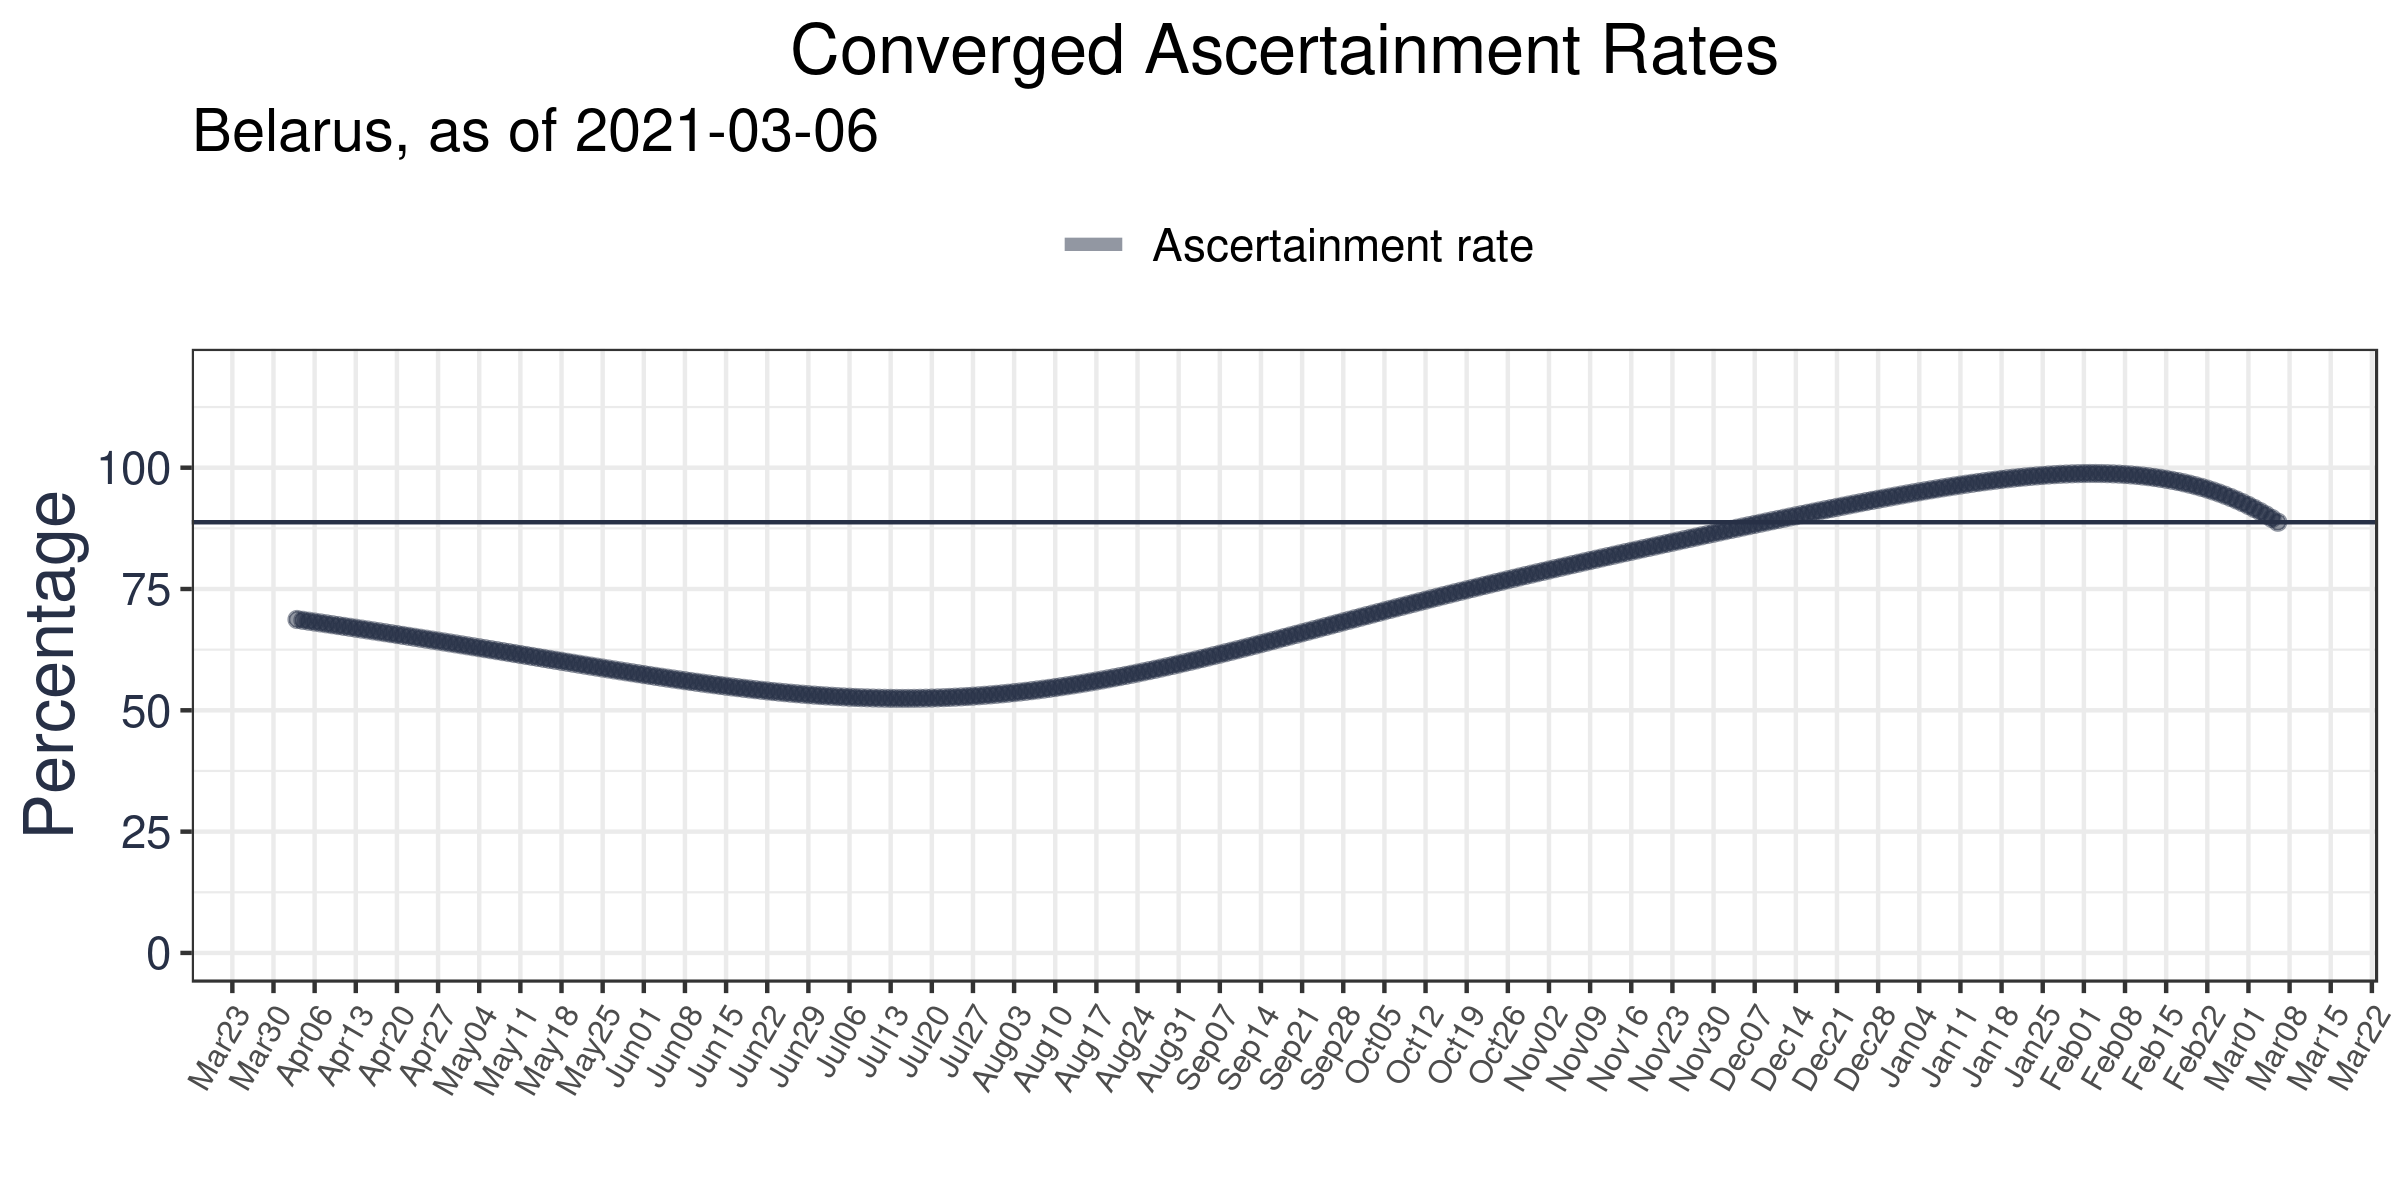 Converged Ascertainment Rates
Belarus, as of 2021-03-06
Ascertainment rate
Percentage
100
75
50
25
0
Mar23 Mar30 Apr06 Apr13 Apr20 Apr27 May04 May11 May18 May25 Jun01 Jun08 Jun15 Jun22 Jun29 Jul06 Jul13 Jul20 Jul27 Aug03 Aug10 Aug17 Aug24 Aug31 Sep07 Sep14 Sep21 Sep28 Oct05 Oct12 Oct19 Oct26 Nov02 Nov09 Nov16 Nov23 Nov30 Dec07 Dec14 Dec21 Dec28 Jan04 Jan11 Jan18 Jan25 Feb01 Feb08 Feb15 Feb22 Mar01 Mar08 Mar15 Mar22